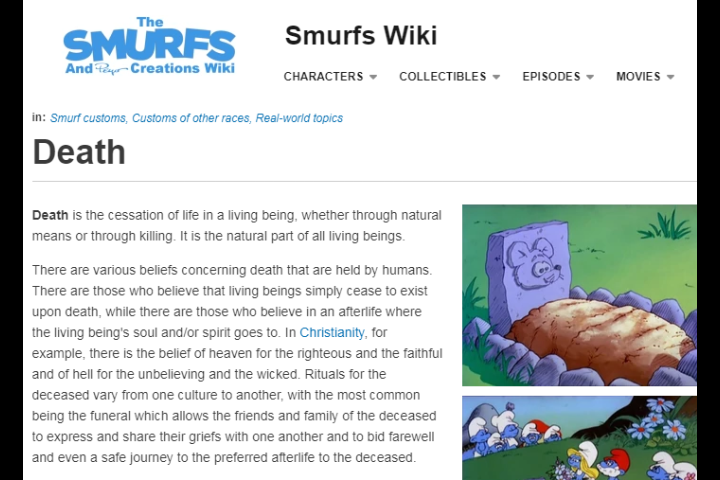 The
SMURFS
And Peyo Creations Wiki
Smurfs Wiki
CHARACTERS COLLECTIBLES EPISODES MOVIES
in: Smurf customs, Customs of other races, Real-world topics
Death
Death is the cessation of life in a living being, whether through natural
means or through killing. It is the natural part of all living beings.
There are various beliefs concerning death that are held by humans.
There are those who believe that living beings simply cease to exist
upon death, while there are those who believe in an afterlife where
the living being's soul and/or spirit goes to. In Christianity, for
example, there is the belief of heaven for the righteous and the faithful
and of hell for the unbelieving and the wicked. Rituals for the
deceased vary from one culture to another, with the most common
being the funeral which allows the friends and family of the deceased
to express and share their griefs with one another and to bid farewell
and even a safe journey to the preferred afterlife to the deceased.